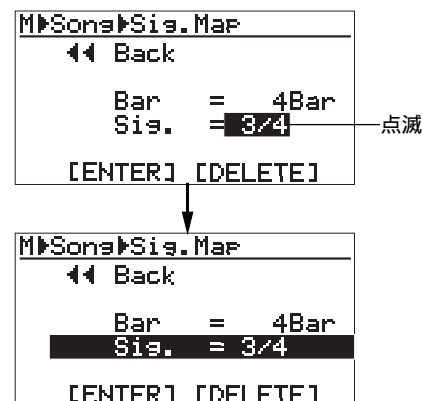 M▶Song▶Sig.Map
◀◀ Back
Bar = 4Bar
Sig. = 3/4 点滅
[ENTER] [DELETE]
M▶Song▶Sig.Map
◀◀ Back
Bar = 4Bar
Sig. = 3/4
[ENTER] [DELETE]